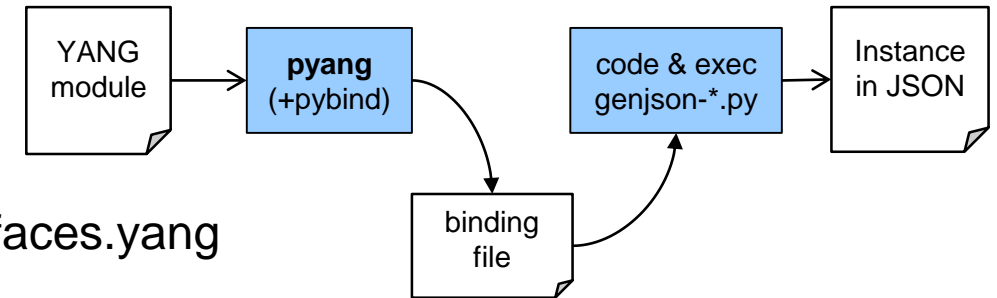 YANG
module
pyang
(+pybind)
code & exec
genjson-*.py
Instance
in JSON
binding
file
faces.yang